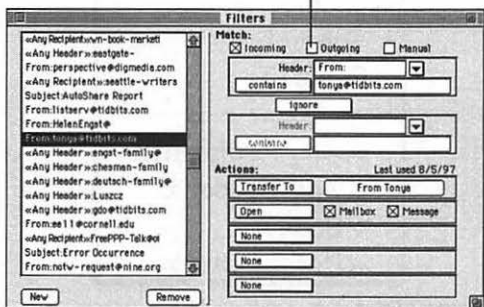 Filters
«Any Recipient»:wn-book-marketi
«Any Header»:eastgate-
From:perspective@digmedia.com
«Any Recipient»:seattle-writers
Subject:AutoShare Report
From:listserv@tidbits.com
From:HelenEngst@
From:tonya@tidbits.com
«Any Header»:engst-family@
«Any Header»:chesman-family
«Any Header»:deutsch-family@
«Any Header»:Luszcz
«Any Header»:gdo@tidbits.com
From:ee11@cornell.edu
«Any Recipient»:FreePPP-Talk@oi
Subject:Error Occurrence
From:notw-request@nine.org
New
Remove
Match:
Incoming
Outgoing
Manual
Header: From:
contains tonya@tidbits.com
ignore
Header:
contains
Actions:
Last used 8/5/97
Transfer To
From Tonya
Open
Mailbox
Message
None
None
None